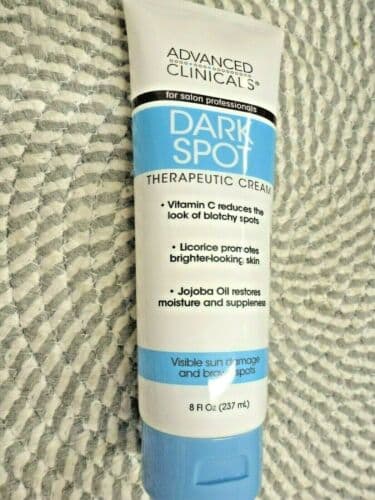 ADVANCED
CLINICALS®
for salon professionals
DARK
SPOT
THERAPEUTIC CREAM
• Vitamin C reduces the
look of blotchy spots
• Licorice promotes
brighter-looking skin
• Jojoba Oil restores
moisture and suppleness
Visible sun damage
and brown spots
8 Fl Oz (237 mL)